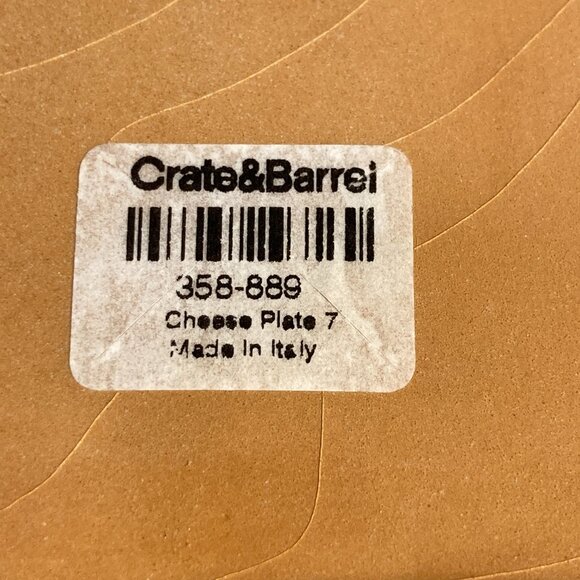 Crate&Barrel
358-889
Cheese Plate 7
Made In Italy